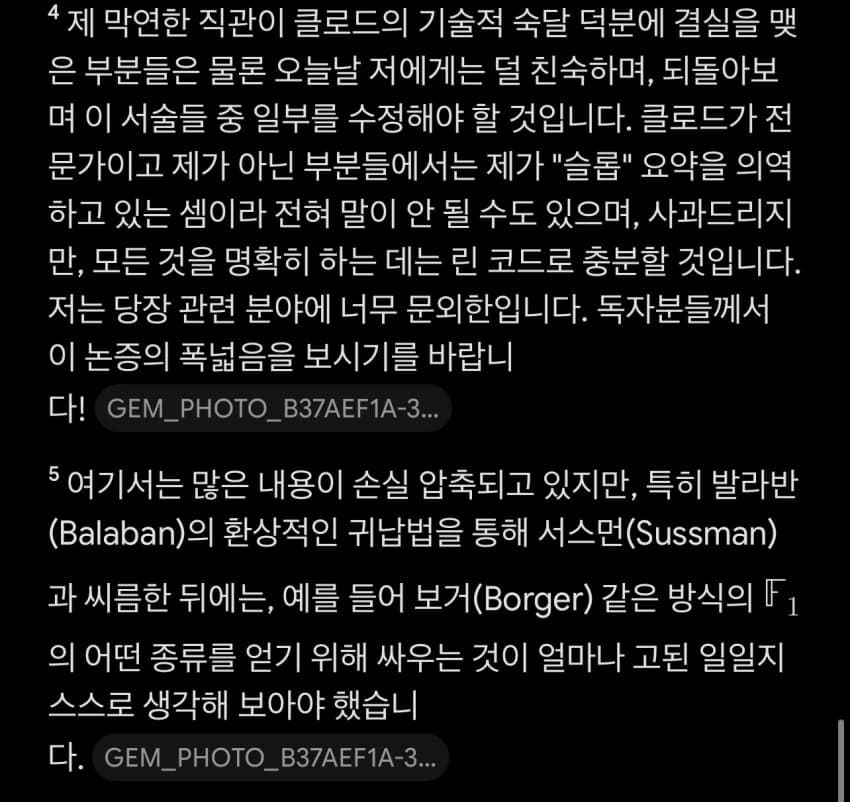 ⁴ 제 막연한 직관이 클로드의 기술적 숙달 덕분에 결실을 맺
은 부분들은 물론 오늘날 저에게는 덜 친숙하며, 되돌아보
며 이 서술들 중 일부를 수정해야 할 것입니다. 클로드가 전
문가이고 제가 아닌 부분들에서는 제가 "슬롭" 요약을 의역
하고 있는 셈이라 전혀 말이 안 될 수도 있으며, 사과드리지
만, 모든 것을 명확히 하는 데는 린 코드로 충분할 것입니다.
저는 당장 관련 분야에 너무 문외한입니다. 독자분들께서
이 논증의 폭넓음을 보시기를 바랍니
다! GEM_PHOTO_B37AEF1A-3...
⁵ 여기서는 많은 내용이 손실 압축되고 있지만, 특히 발라반
(Balaban)의 환상적인 귀납법을 통해 서스먼(Sussman)
과 씨름한 뒤에는, 예를 들어 보거(Borger) 같은 방식의 𝔽₁
의 어떤 종류를 얻기 위해 싸우는 것이 얼마나 고된 일일지
스스로 생각해 보아야 했습니
다. GEM_PHOTO_B37AEF1A-3...